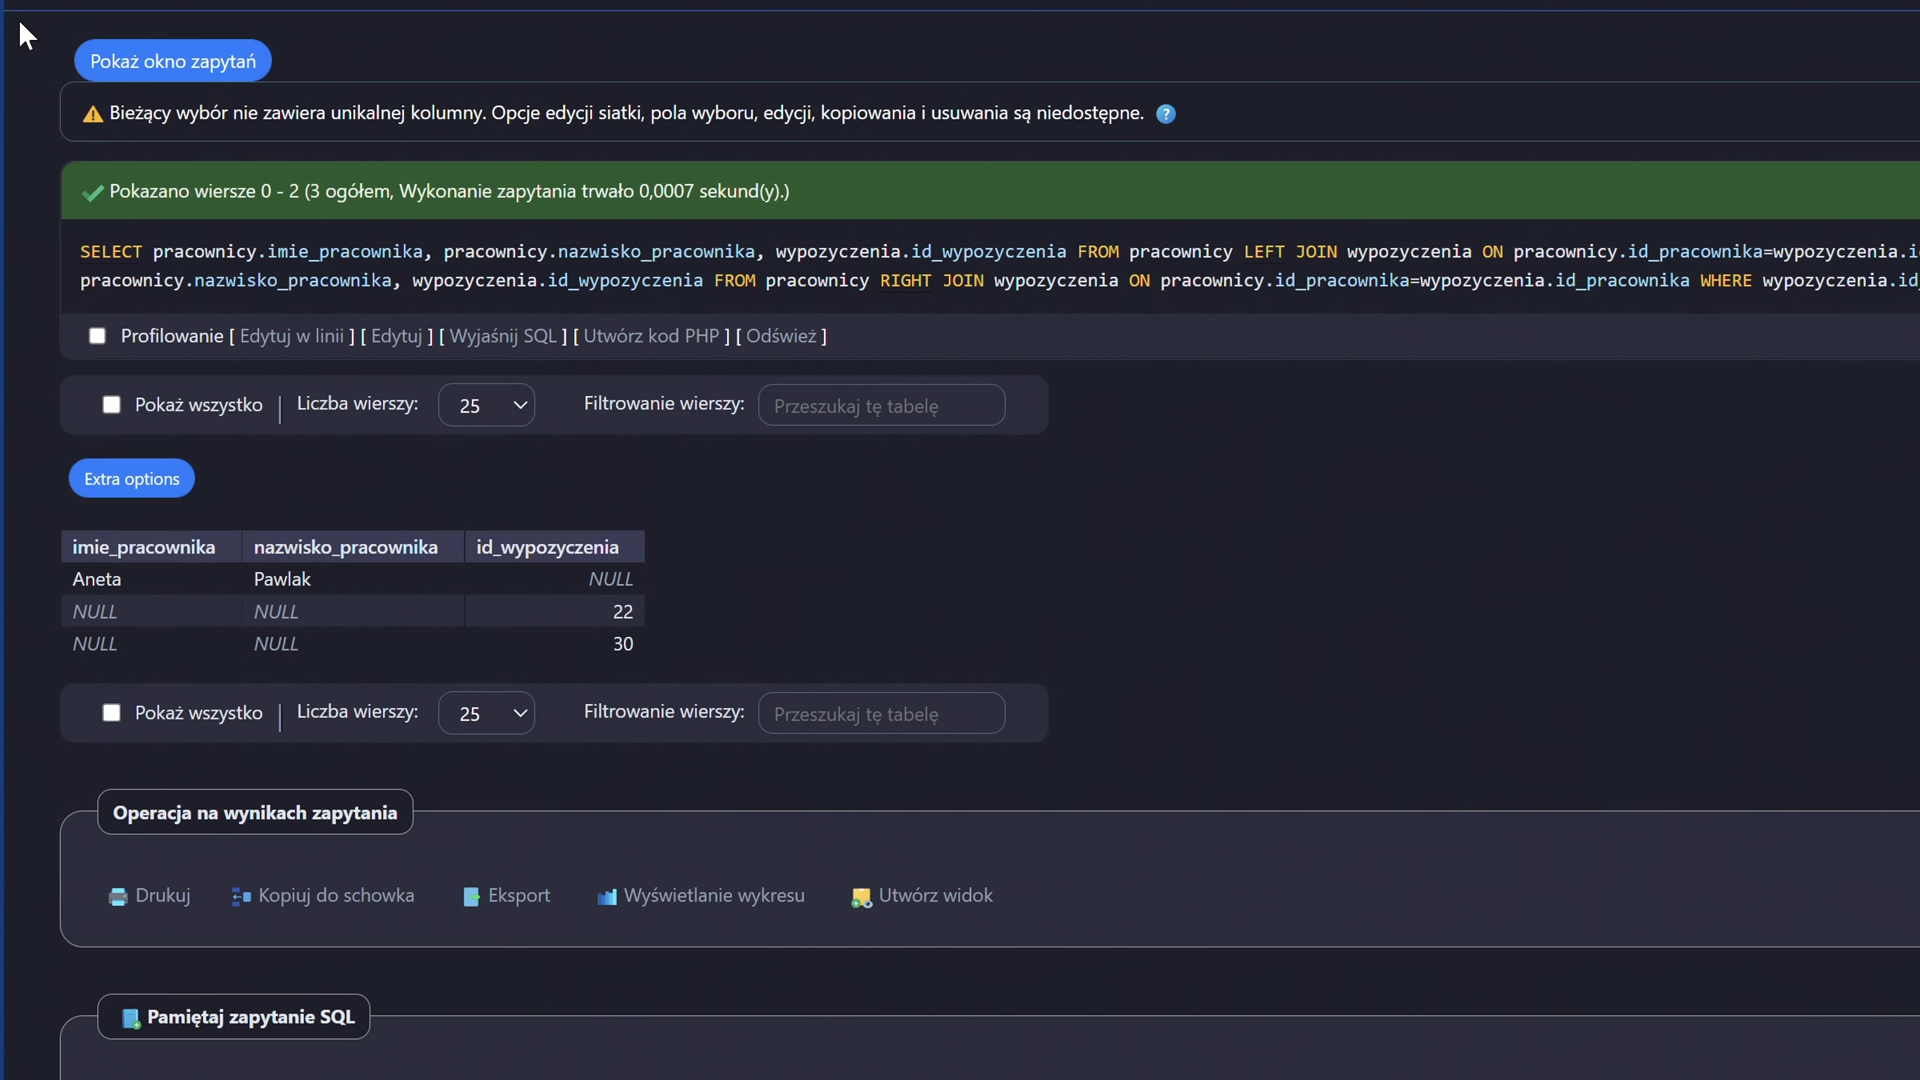 Pokaż okno zapytań
Bieżący wybór nie zawiera unikalnej kolumny. Opcje edycji siatki, pola wyboru, edycji, kopiowania i usuwania są niedostępne.
Pokazano wiersze 0 - 2 (3 ogółem, Wykonanie zapytania trwało 0,0007 sekund(y).)
SELECT pracownicy.imie_pracownika, pracownicy.nazwisko_pracownika, wypozyczenia.id_wypozyczenia FROM pracownicy LEFT JOIN wypozyczenia ON pracownicy.id_pracownika=wypozyczenia.i
pracownicy.nazwisko_pracownika, wypozyczenia.id_wypozyczenia FROM pracownicy RIGHT JOIN wypozyczenia ON pracownicy.id_pracownika=wypozyczenia.id_pracownika WHERE wypozyczenia.id_
Profilowanie [ Edytuj w linii ] [ Edytuj ] [ Wyjaśnij SQL ] [ Utwórz kod PHP ] [ Odśwież ]
Pokaż wszystko | Liczba wierszy: 25 Filtrowanie wierszy: Przeszukaj tę tabelę
Extra options
imie_pracownika nazwisko_pracownika id_wypozyczenia
Aneta Pawlak NULL
NULL NULL 22
NULL NULL 30
Pokaż wszystko | Liczba wierszy: 25 Filtrowanie wierszy: Przeszukaj tę tabelę
Operacja na wynikach zapytania
Drukuj Kopiuj do schowka Eksport Wyświetlanie wykresu Utwórz widok
Pamiętaj zapytanie SQL